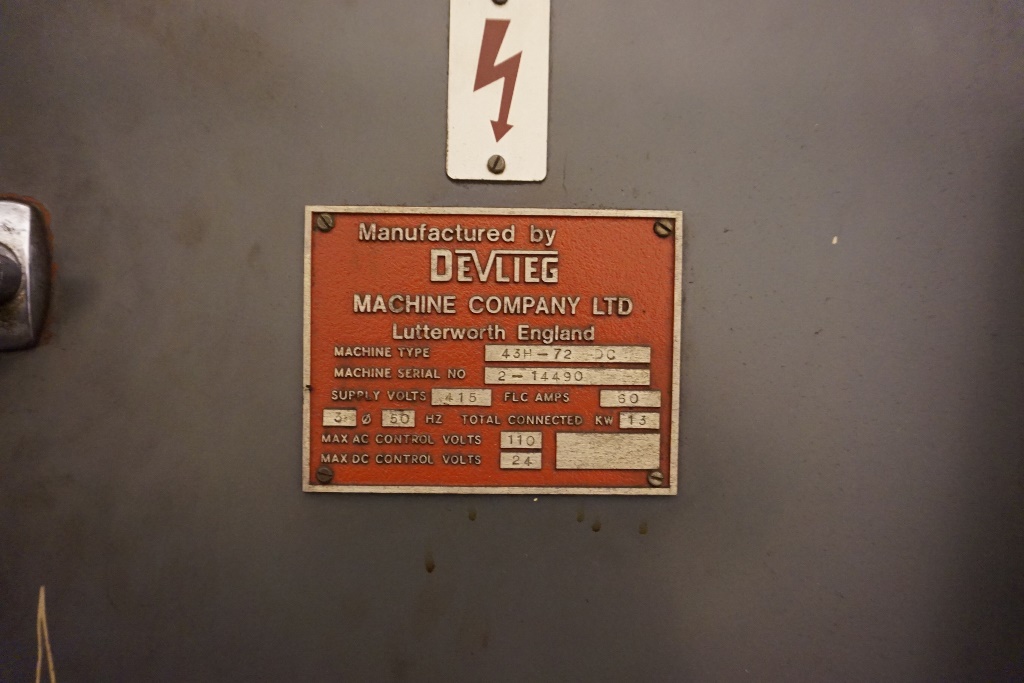 Manufactured by
DEVLIEG
MACHINE COMPANY LTD
Lutterworth England
MACHINE TYPE 43H-72 DC
MACHINE SERIAL NO 2-14490
SUPPLY VOLTS 415 FLC AMPS 60
3 Ø 50 HZ TOTAL CONNECTED KW 13
MAX AC CONTROL VOLTS 110
MAX DC CONTROL VOLTS 24